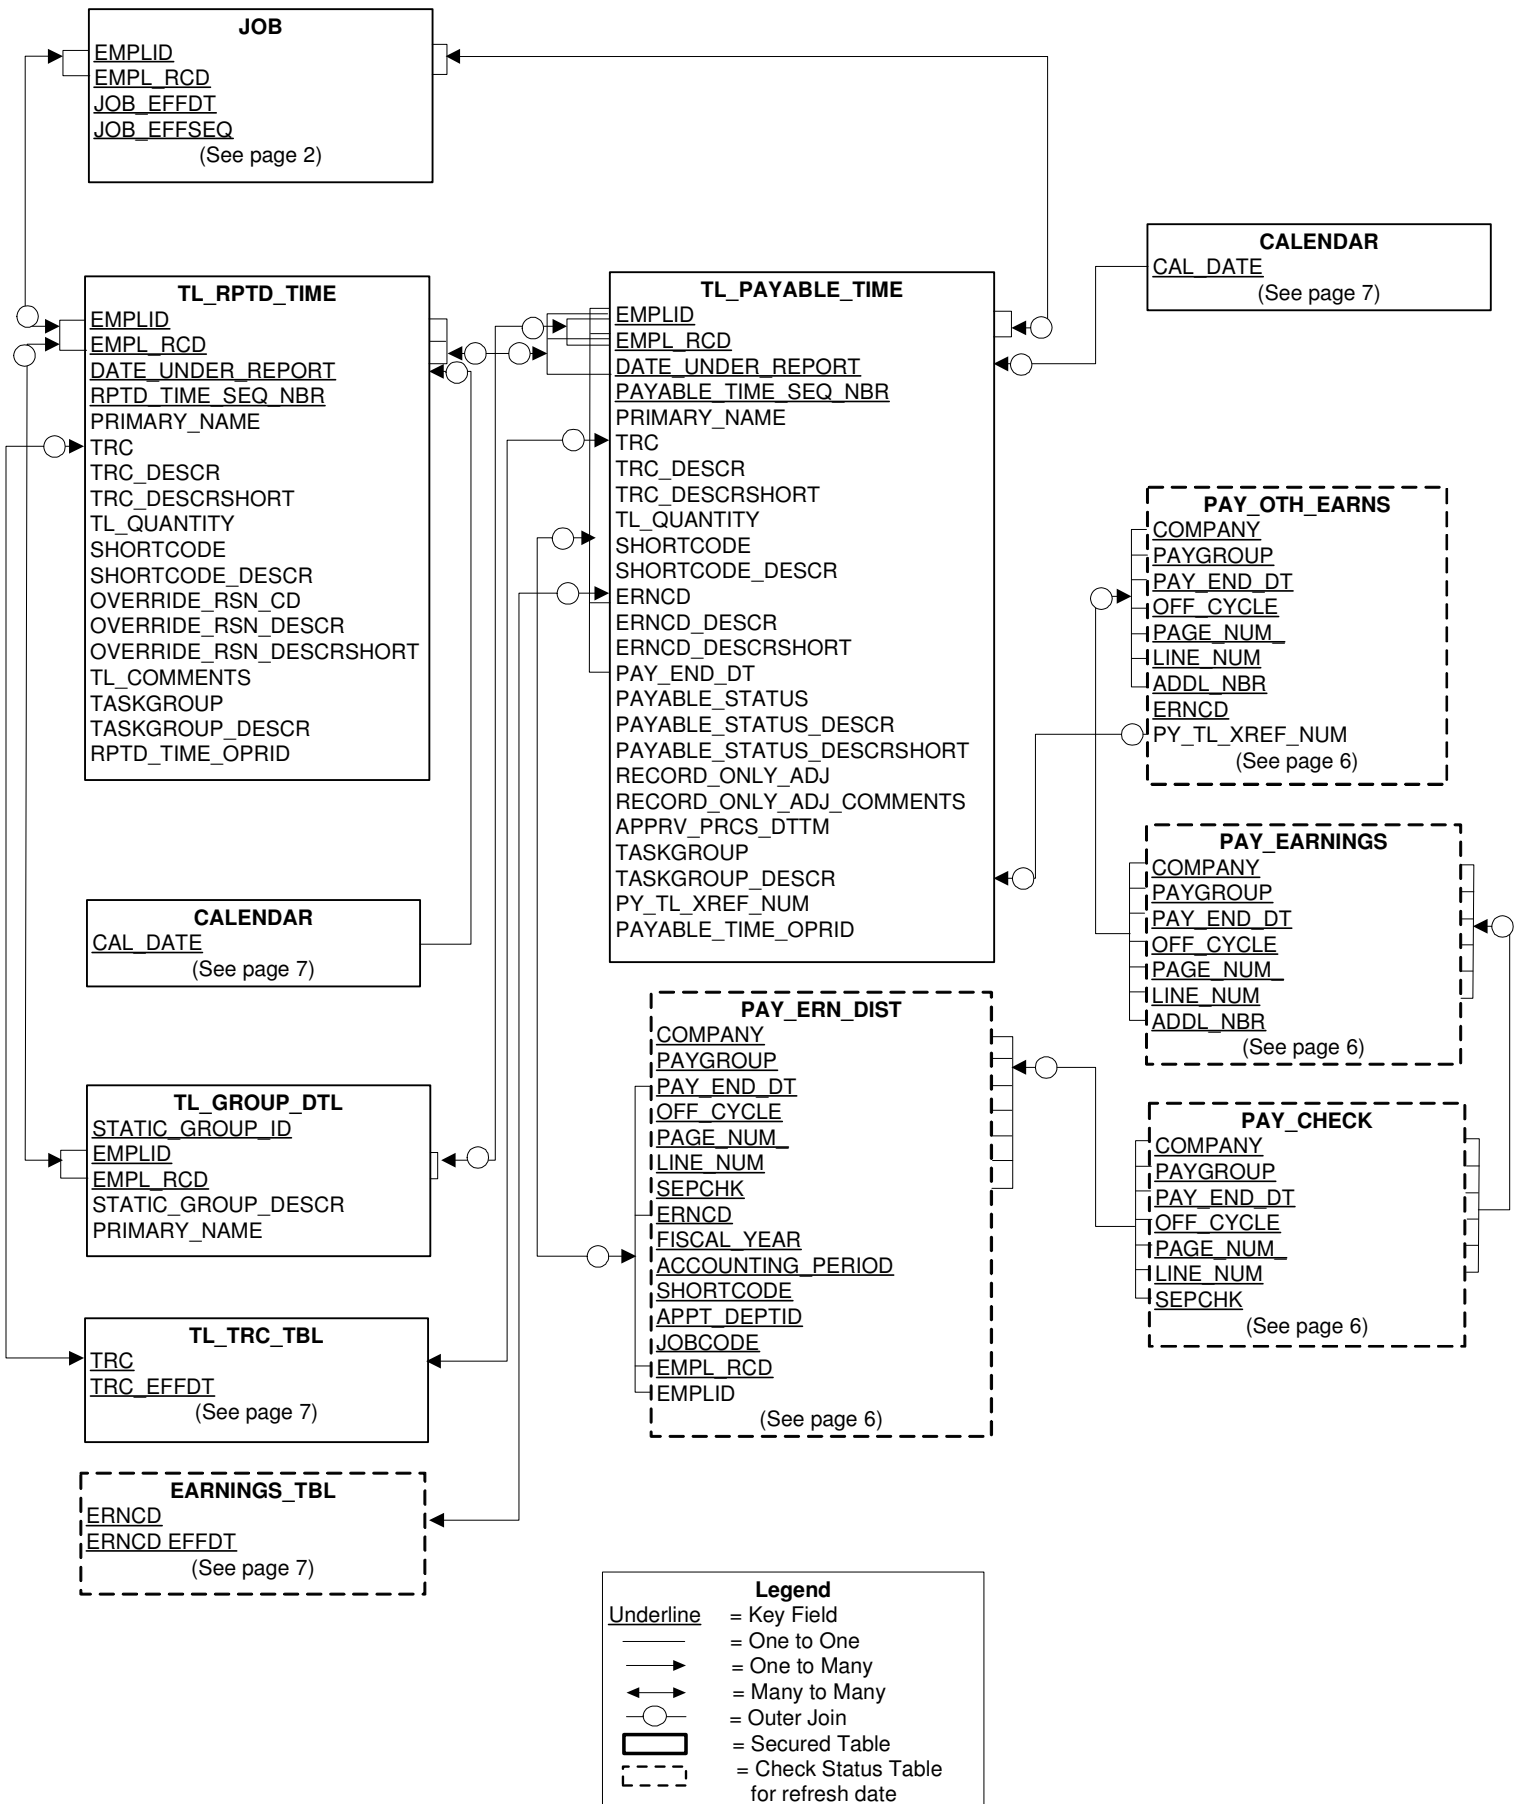 JOB
EMPLID
EMPL_RCD
JOB_EFFDT
JOB_EFFSEQ
(See page 2)
TL_RPTD_TIME
EMPLID
EMPL_RCD
DATE_UNDER_REPORT
RPTD_TIME_SEQ_NBR
PRIMARY_NAME
TRC
TRC_DESCR
TRC_DESCRSHORT
TL_QUANTITY
SHORTCODE
SHORTCODE_DESCR
OVERRIDE_RSN_CD
OVERRIDE_RSN_DESCR
OVERRIDE_RSN_DESCRSHORT
TL_COMMENTS
TASKGROUP
TASKGROUP_DESCR
RPTD_TIME_OPRID
TL_PAYABLE_TIME
EMPLID
EMPL_RCD
DATE_UNDER_REPORT
PAYABLE_TIME_SEQ_NBR
PRIMARY_NAME
TRC
TRC_DESCR
TRC_DESCRSHORT
TL_QUANTITY
SHORTCODE
SHORTCODE_DESCR
ERNCD
ERNCD_DESCR
ERNCD_DESCRSHORT
PAY_END_DT
PAYABLE_STATUS
PAYABLE_STATUS_DESCR
PAYABLE_STATUS_DESCRSHORT
RECORD_ONLY_ADJ
RECORD_ONLY_ADJ_COMMENTS
APPRV_PRCS_DTTM
TASKGROUP
TASKGROUP_DESCR
PY_TL_XREF_NUM
PAYABLE_TIME_OPRID
CALENDAR
CAL_DATE
(See page 7)
PAY_OTH_EARNS
COMPANY
PAYGROUP
PAY_END_DT
OFF_CYCLE
PAGE_NUM_
LINE_NUM
ADDL_NBR
ERNCD
PY_TL_XREF_NUM
(See page 6)
PAY_EARNINGS
COMPANY
PAYGROUP
PAY_END_DT
OFF_CYCLE
PAGE_NUM_
LINE_NUM
ADDL_NBR
(See page 6)
CALENDAR
CAL_DATE
(See page 7)
PAY_ERN_DIST
COMPANY
PAYGROUP
PAY_END_DT
OFF_CYCLE
PAGE_NUM_
LINE_NUM
SEPCHK
ERNCD
FISCAL_YEAR
ACCOUNTING_PERIOD
SHORTCODE
APPT_DEPTID
JOBCODE
EMPL_RCD
EMPLID
(See page 6)
PAY_CHECK
COMPANY
PAYGROUP
PAY_END_DT
OFF_CYCLE
PAGE_NUM_
LINE_NUM
SEPCHK
(See page 6)
TL_GROUP_DTL
STATIC_GROUP_ID
EMPLID
EMPL_RCD
STATIC_GROUP_DESCR
PRIMARY_NAME
TL_TRC_TBL
TRC
TRC_EFFDT
(See page 7)
EARNINGS_TBL
ERNCD
ERNCD EFFDT
(See page 7)
Legend
Underline = Key Field
= One to One
= One to Many
= Many to Many
= Outer Join
= Secured Table
= Check Status Table
for refresh date